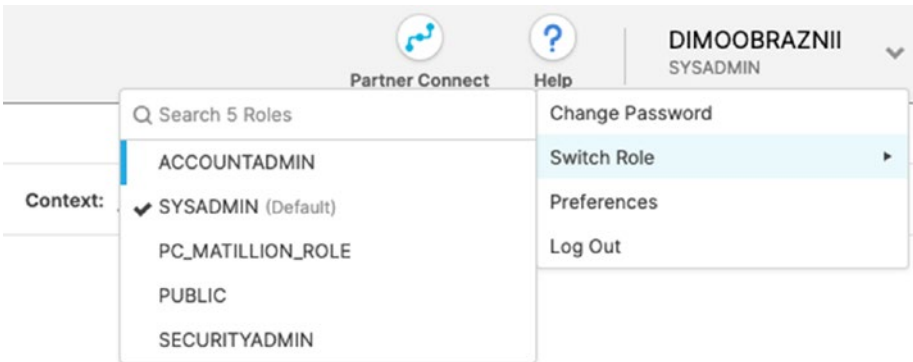 DIMOOBRAZNII
SYSADMIN
Partner Connect
Help
Search 5 Roles
ACCOUNTADMIN
SYSADMIN (Default)
PC_MATILLION_ROLE
PUBLIC
SECURITYADMIN
Change Password
Switch Role
Preferences
Log Out
Context: